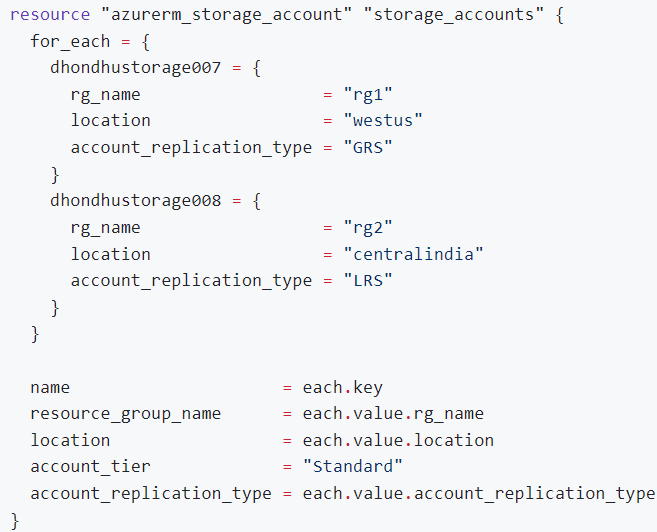 resource "azurerm_storage_account" "storage_accounts" {
  for_each = {
    dhondhustorage007 = {
      rg_name                  = "rg1"
      location                 = "westus"
      account_replication_type = "GRS"
    }
    dhondhustorage008 = {
      rg_name                  = "rg2"
      location                 = "centralindia"
      account_replication_type = "LRS"
    }
  }

  name                     = each.key
  resource_group_name      = each.value.rg_name
  location                 = each.value.location
  account_tier             = "Standard"
  account_replication_type = each.value.account_replication_type
}